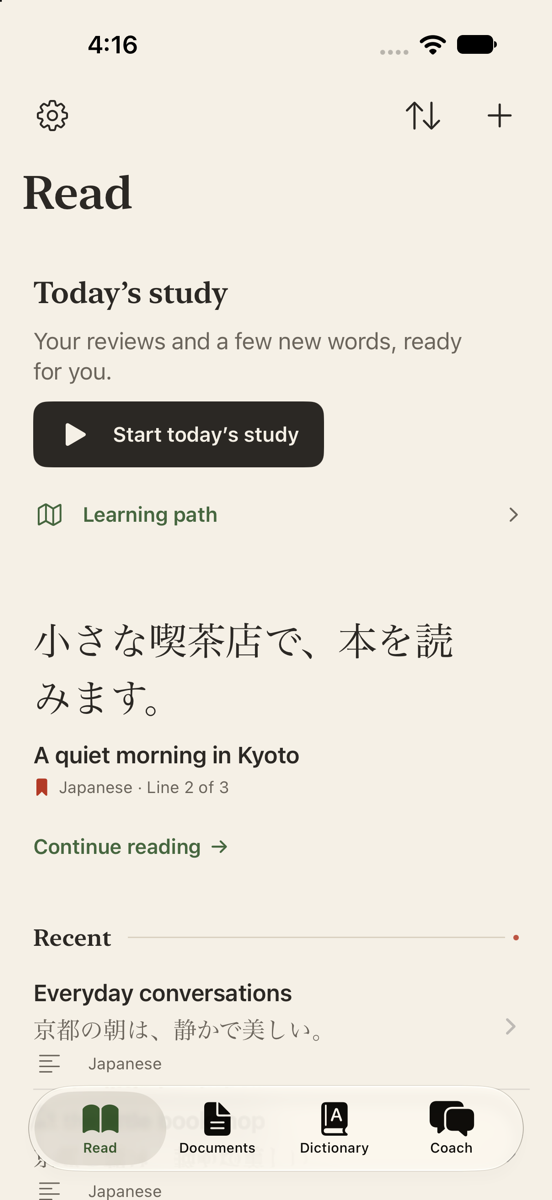 4:16
Read
Today’s study
Your reviews and a few new words, ready
for you.
Start today’s study
Learning path
小さな喫茶店で、本を読
みます。
A quiet morning in Kyoto
Japanese · Line 2 of 3
Continue reading →
Recent
Everyday conversations
京都の朝は、静かで美しい。
Japanese
Read
Documents
Dictionary
Coach
Japanese